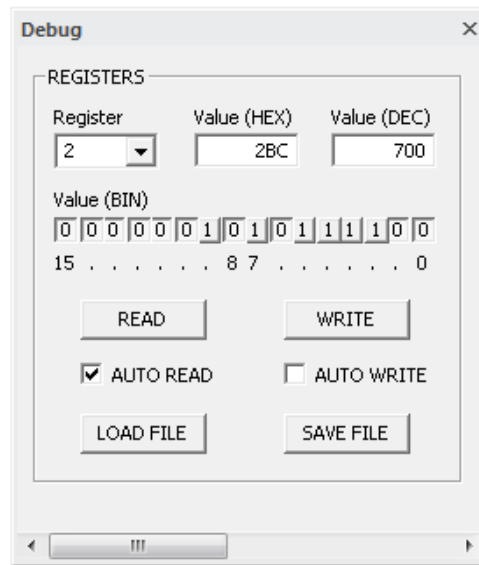 Debug
REGISTERS
Register Value (HEX) Value (DEC)
2 2BC 700
Value (BIN)
0 0 0 0 0 0 1 0 1 0 1 1 1 1 0 0
15 . . . . . . 8 7 . . . . . . 0
READ WRITE
AUTO READ AUTO WRITE
LOAD FILE SAVE FILE